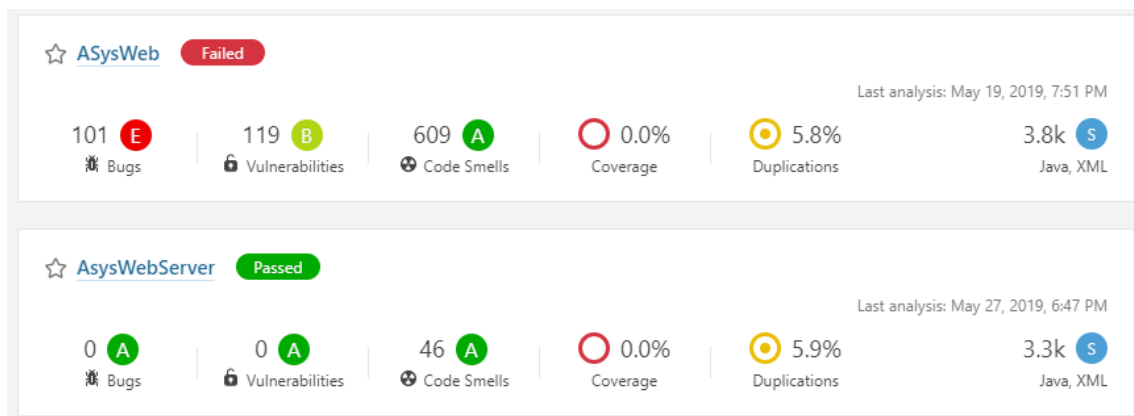 ASysWeb Failed
Last analysis: May 19, 2019, 7:51 PM
101 E 119 B 609 A 0.0% 5.8% 3.8k S
Bugs Vulnerabilities Code Smells Coverage Duplications Java, XML
AsysWebServer Passed
Last analysis: May 27, 2019, 6:47 PM
0 A 0 A 46 A 0.0% 5.9% 3.3k S
Bugs Vulnerabilities Code Smells Coverage Duplications Java, XML